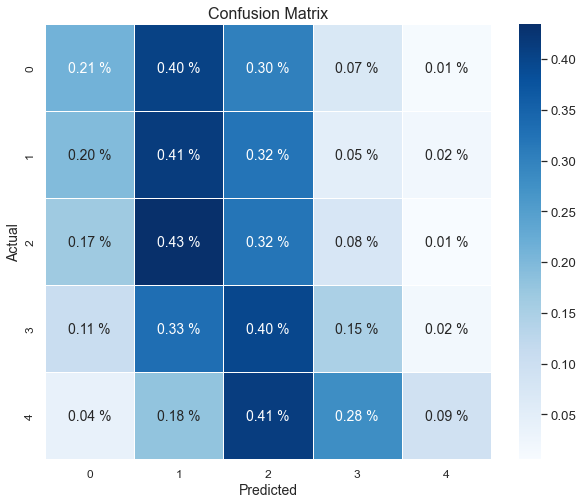 Confusion Matrix
0 0.21 % 0.40 % 0.30 % 0.07 % 0.01 %
1 0.20 % 0.41 % 0.32 % 0.05 % 0.02 %
2 0.17 % 0.43 % 0.32 % 0.08 % 0.01 %
3 0.11 % 0.33 % 0.40 % 0.15 % 0.02 %
4 0.04 % 0.18 % 0.41 % 0.28 % 0.09 %
0 1 2 3 4
Predicted
Actual
0.40
0.35
0.30
0.25
0.20
0.15
0.10
0.05